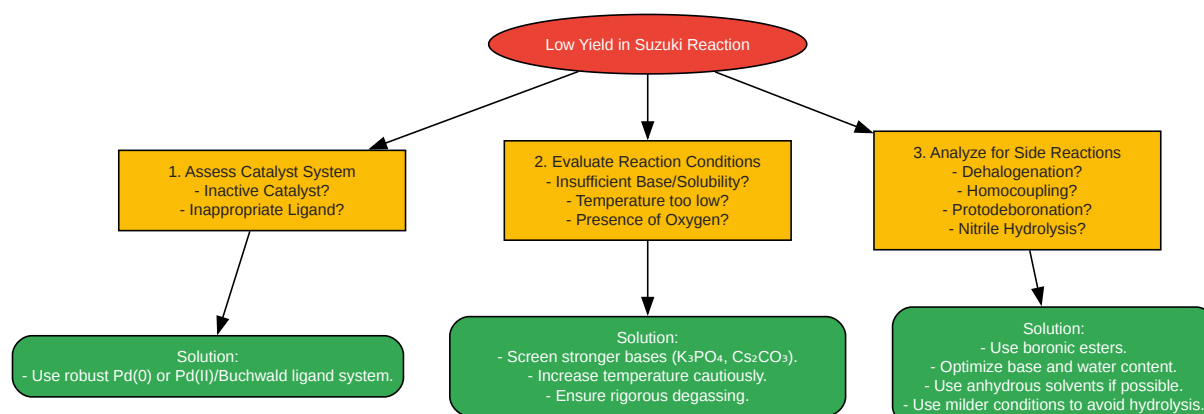 Low Yield in Suzuki Reaction
1. Assess Catalyst System
- Inactive Catalyst?
- Inappropriate Ligand?
2. Evaluate Reaction Conditions
- Insufficient Base/Solubility?
- Temperature too low?
- Presence of Oxygen?
3. Analyze for Side Reactions
- Dehalogenation?
- Homocoupling?
- Protodeboronation?
- Nitrile Hydrolysis?
Solution:
- Use robust Pd(0) or Pd(II)/Buchwald ligand system.
Solution:
- Screen stronger bases (K₃PO₄, Cs₂CO₃).
- Increase temperature cautiously.
- Ensure rigorous degassing.
Solution:
- Use boronic esters.
- Optimize base and water content.
- Use anhydrous solvents if possible.
- Use milder conditions to avoid hydrolysis.